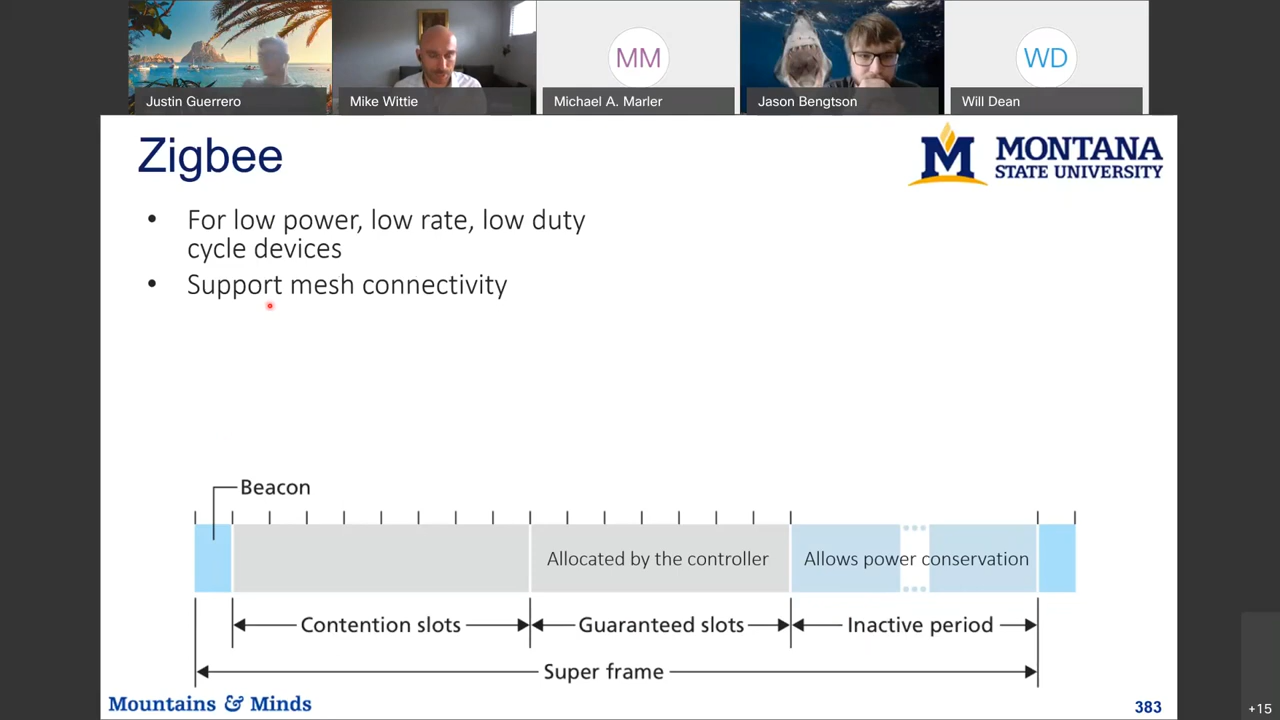 MM
WD
Justin Guerrero
Mike Wittie
Michael A. Marler
Jason Bengtson
Will Dean
Zigbee
M MONTANA
STATE UNIVERSITY
• For low power, low rate, low duty
cycle devices
• Support mesh connectivity
Beacon
Allocated by the controller
Allows power conservation
Contention slots
Guaranteed slots
Inactive period
Super frame
Mountains & Minds
383
+15